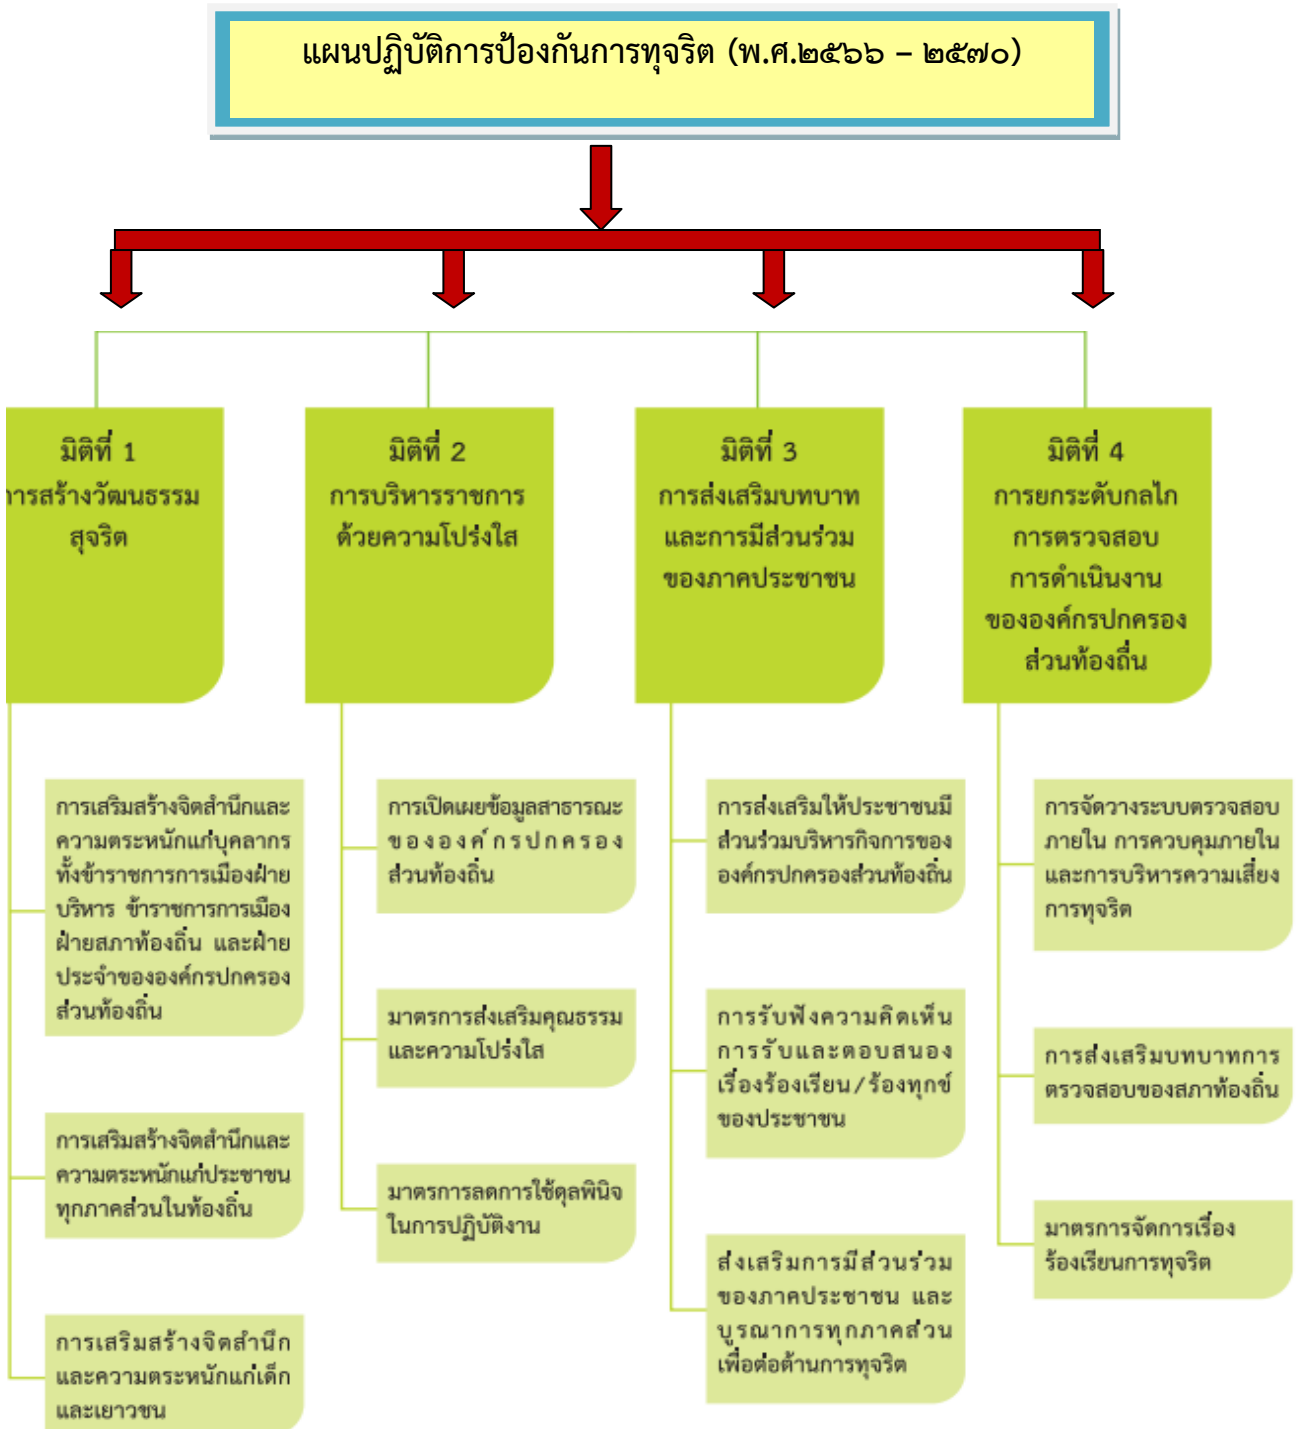 แผนปฏิบัติการป้องกันการทุจริต (พ.ศ.๒๕๖๖ – ๒๕๗๐)
มิติที่ 1
การสร้างวัฒนธรรม
สุจริต
การเสริมสร้างจิตสำนึกและ
ความตระหนักแก่บุคลากร
ทั้งข้าราชการการเมืองฝ่าย
บริหาร ข้าราชการการเมือง
ฝ่ายสภาท้องถิ่น และฝ่าย
ประจำขององค์กรปกครอง
ส่วนท้องถิ่น
การเสริมสร้างจิตสำนึกและ
ความตระหนักแก่ประชาชน
ทุกภาคส่วนในท้องถิ่น
การเสริมสร้างจิตสำนึก
และความตระหนักแก่เด็ก
และเยาวชน
มิติที่ 2
การบริหารราชการ
ด้วยความโปร่งใส
การเปิดเผยข้อมูลสาธารณะ
ขององค์กรปกครอง
ส่วนท้องถิ่น
มาตรการส่งเสริมคุณธรรม
และความโปร่งใส
มาตรการลดการใช้ดุลพินิจ
ในการปฏิบัติงาน
มิติที่ 3
การส่งเสริมบทบาท
และการมีส่วนร่วม
ของภาคประชาชน
การส่งเสริมให้ประชาชนมี
ส่วนร่วมบริหารกิจการของ
องค์กรปกครองส่วนท้องถิ่น
การรับฟังความคิดเห็น
การรับและตอบสนอง
เรื่องร้องเรียน/ร้องทุกข์
ของประชาชน
ส่งเสริมการมีส่วนร่วม
ของภาคประชาชน และ
บูรณาการทุกภาคส่วน
เพื่อต่อต้านการทุจริต
มิติที่ 4
การยกระดับกลไก
การตรวจสอบ
การดำเนินงาน
ขององค์กรปกครอง
ส่วนท้องถิ่น
การจัดวางระบบตรวจสอบ
ภายใน การควบคุมภายใน
และการบริหารความเสี่ยง
การทุจริต
การส่งเสริมบทบาทการ
ตรวจสอบของสภาท้องถิ่น
มาตรการจัดการเรื่อง
ร้องเรียนการทุจริต